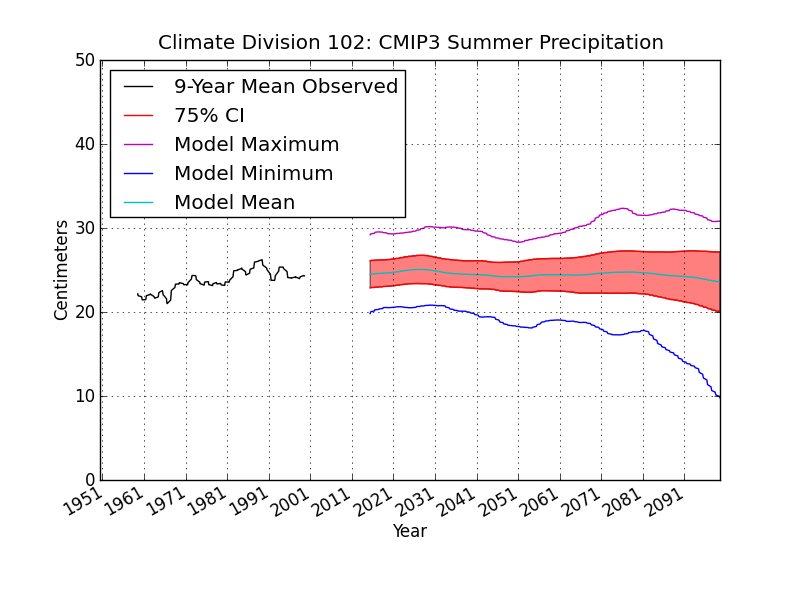 Climate Division 102: CMIP3 Summer Precipitation
50
40
30
20
10
0
Centimeters
9-Year Mean Observed
75% CI
Model Maximum
Model Minimum
Model Mean
1951
1961
1971
1981
1991
2001
2011
2021
2031
2041
2051
2061
2071
2081
2091
Year